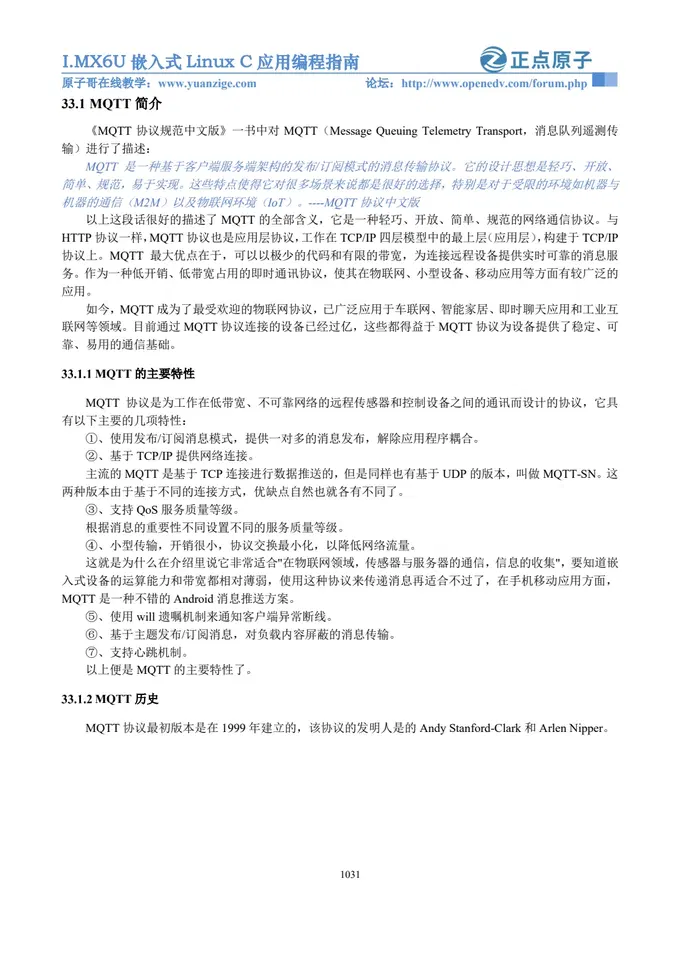 I.MX6U 嵌入式 Linux C 应用编程指南
正点原子
原子哥在线教学：www.yuanzige.com 论坛：http://www.openedv.com/forum.php
33.1 MQTT 简介
《MQTT 协议规范中文版》一书中对 MQTT（Message Queuing Telemetry Transport，消息队列遥测传
输）进行了描述：
MQTT 是一种基于客户端服务端架构的发布/订阅模式的消息传输协议。它的设计思想是轻巧、开放、
简单、规范，易于实现。这些特点使得它对很多场景来说都是很好的选择，特别是对于受限的环境如机器与
机器的通信（M2M）以及物联网环境（IoT）。----MQTT 协议中文版
以上这段话很好的描述了 MQTT 的全部含义，它是一种轻巧、开放、简单、规范的网络通信协议。与
HTTP 协议一样，MQTT 协议也是应用层协议，工作在 TCP/IP 四层模型中的最上层（应用层），构建于 TCP/IP
协议上。MQTT 最大优点在于，可以以极少的代码和有限的带宽，为连接远程设备提供实时可靠的消息服
务。作为一种低开销、低带宽占用的即时通讯协议，使其在物联网、小型设备、移动应用等方面有较广泛的
应用。
如今，MQTT 成为了最受欢迎的物联网协议，已广泛应用于车联网、智能家居、即时聊天应用和工业互
联网等领域。目前通过 MQTT 协议连接的设备已经过亿，这些都得益于 MQTT 协议为设备提供了稳定、可
靠、易用的通信基础。
33.1.1 MQTT 的主要特性
MQTT 协议是为工作在低带宽、不可靠网络的远程传感器和控制设备之间的通讯而设计的协议，它具
有以下主要的几项特性：
①、使用发布/订阅消息模式，提供一对多的消息发布，解除应用程序耦合。
②、基于 TCP/IP 提供网络连接。
主流的 MQTT 是基于 TCP 连接进行数据推送的，但是同样也有基于 UDP 的版本，叫做 MQTT-SN。这
两种版本由于基于不同的连接方式，优缺点自然也就各有不同了。
③、支持 QoS 服务质量等级。
根据消息的重要性不同设置不同的服务质量等级。
④、小型传输，开销很小，协议交换最小化，以降低网络流量。
这就是为什么在介绍里说它非常适合"在物联网领域，传感器与服务器的通信，信息的收集"，要知道嵌
入式设备的运算能力和带宽都相对薄弱，使用这种协议来传递消息再适合不过了，在手机移动应用方面，
MQTT 是一种不错的 Android 消息推送方案。
⑤、使用 will 遗嘱机制来通知客户端异常断线。
⑥、基于主题发布/订阅消息，对负载内容屏蔽的消息传输。
⑦、支持心跳机制。
以上便是 MQTT 的主要特性了。
33.1.2 MQTT 历史
MQTT 协议最初版本是在 1999 年建立的，该协议的发明人是的 Andy Stanford-Clark 和 Arlen Nipper。
1031